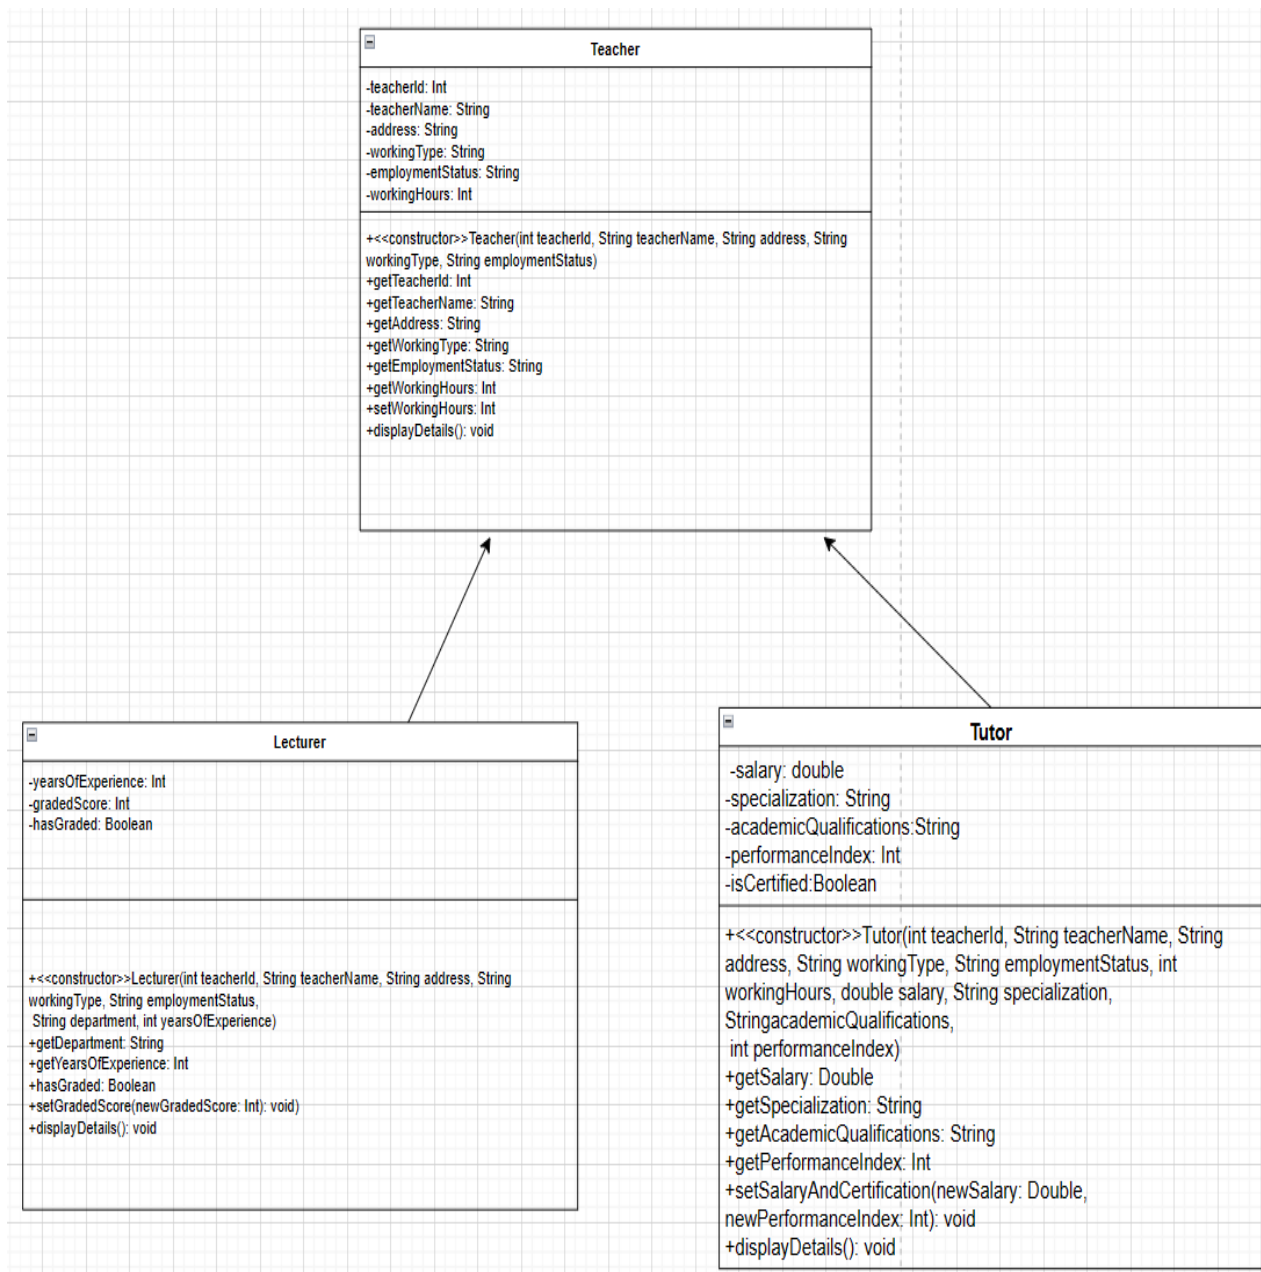 Teacher
-teacherId: Int
-teacherName: String
-address: String
-workingType: String
-employmentStatus: String
-workingHours: Int
+<<constructor>>Teacher(int teacherId, String teacherName, String address, String
workingType, String employmentStatus)
+getTeacherId: Int
+getTeacherName: String
+getAddress: String
+getWorkingType: String
+getEmploymentStatus: String
+getWorkingHours: Int
+setWorkingHours: Int
+displayDetails(): void
Lecturer
-yearsOfExperience: Int
-gradedScore: Int
-hasGraded: Boolean
+<<constructor>>Lecturer(int teacherId, String teacherName, String address, String
workingType, String employmentStatus,
String department, int yearsOfExperience)
+getDepartment: String
+getYearsOfExperience: Int
+hasGraded: Boolean
+setGradedScore(newGradedScore: Int): void)
+displayDetails(): void
Tutor
-salary: double
-specialization: String
-academicQualifications:String
-performanceIndex: Int
-isCertified:Boolean
+<<constructor>>Tutor(int teacherId, String teacherName, String
address, String workingType, String employmentStatus, int
workingHours, double salary, String specialization,
StringacademicQualifications,
int performanceIndex)
+getSalary: Double
+getSpecialization: String
+getAcademicQualifications: String
+getPerformanceIndex: Int
+setSalaryAndCertification(newSalary: Double,
newPerformanceIndex: Int): void
+displayDetails(): void